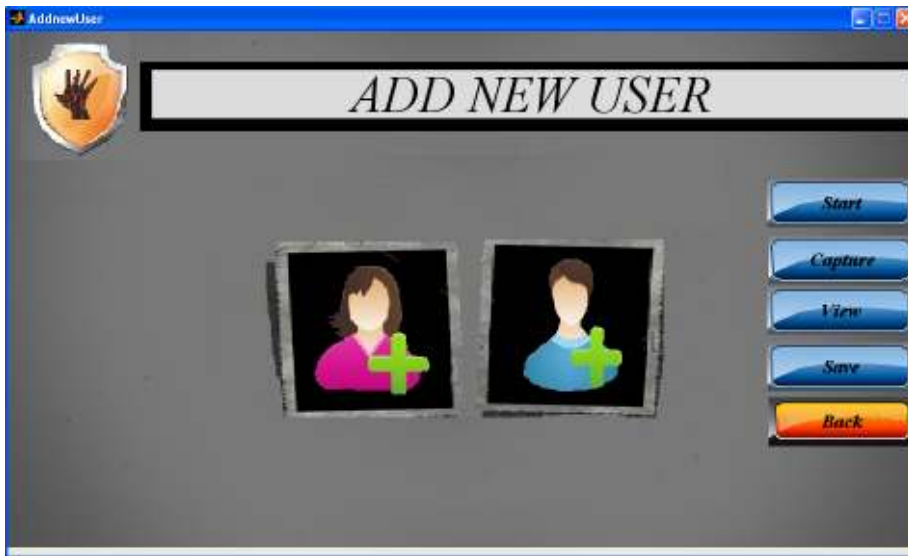 AddnewUser
ADD NEW USER
Start
Capture
View
Save
Back